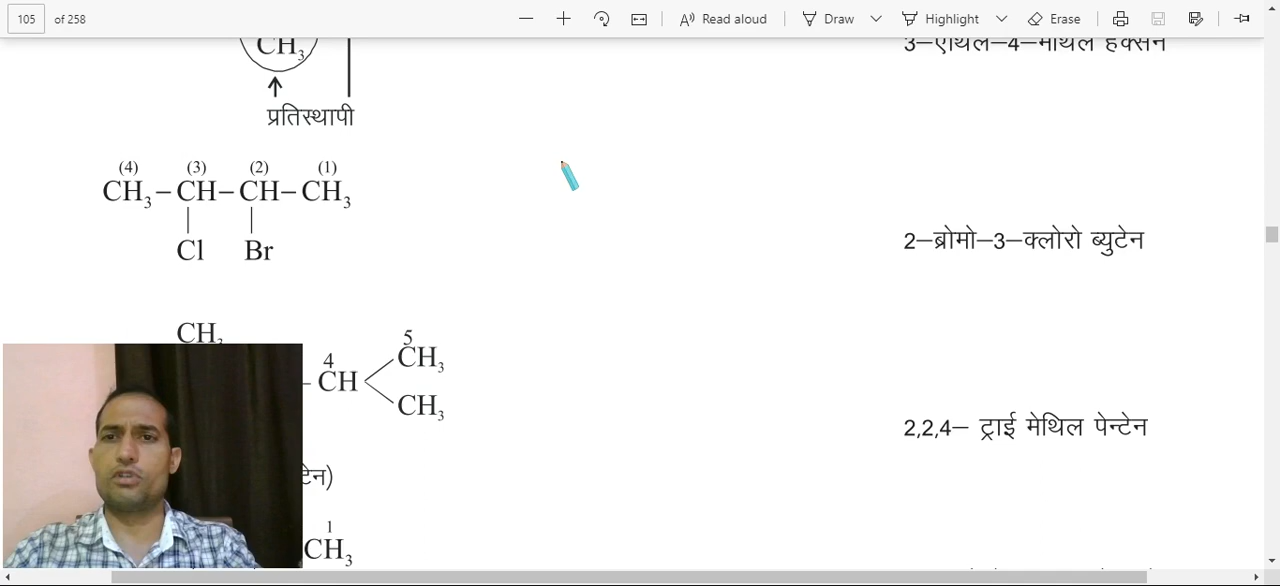 105 of 258 Read aloud Draw Highlight Erase
CH3
3–एथिल–4–मेथिल हेक्सेन
प्रतिस्थापी
(4) (3) (2) (1)
CH3–CH–CH–CH3
Cl Br
2–ब्रोमो–3–क्लोरो ब्युटेन
CH3
5
4 CH3
– CH
CH3
2,2,4– ट्राई मेथिल पेन्टेन
टेन)
1
CH3